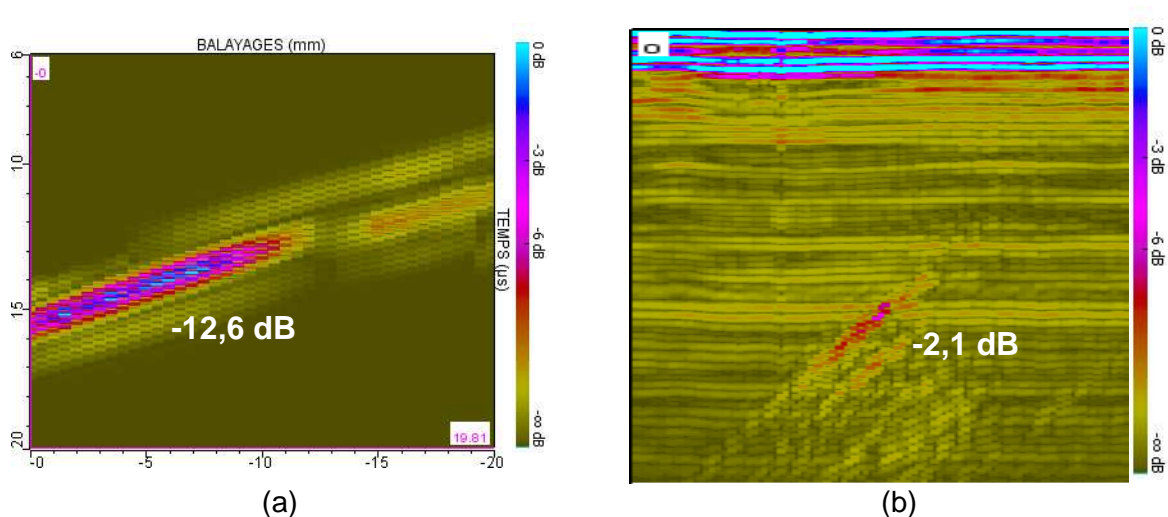 BALAYAGES (mm)
6
10
15
20
-0
19.81
-0
-5
-10
-15
-20
TEMPS (µs)
0 dB
-3 dB
-6 dB
-∞ dB
-12,6 dB
(a)
0 dB
-3 dB
-6 dB
-∞ dB
-2,1 dB
(b)